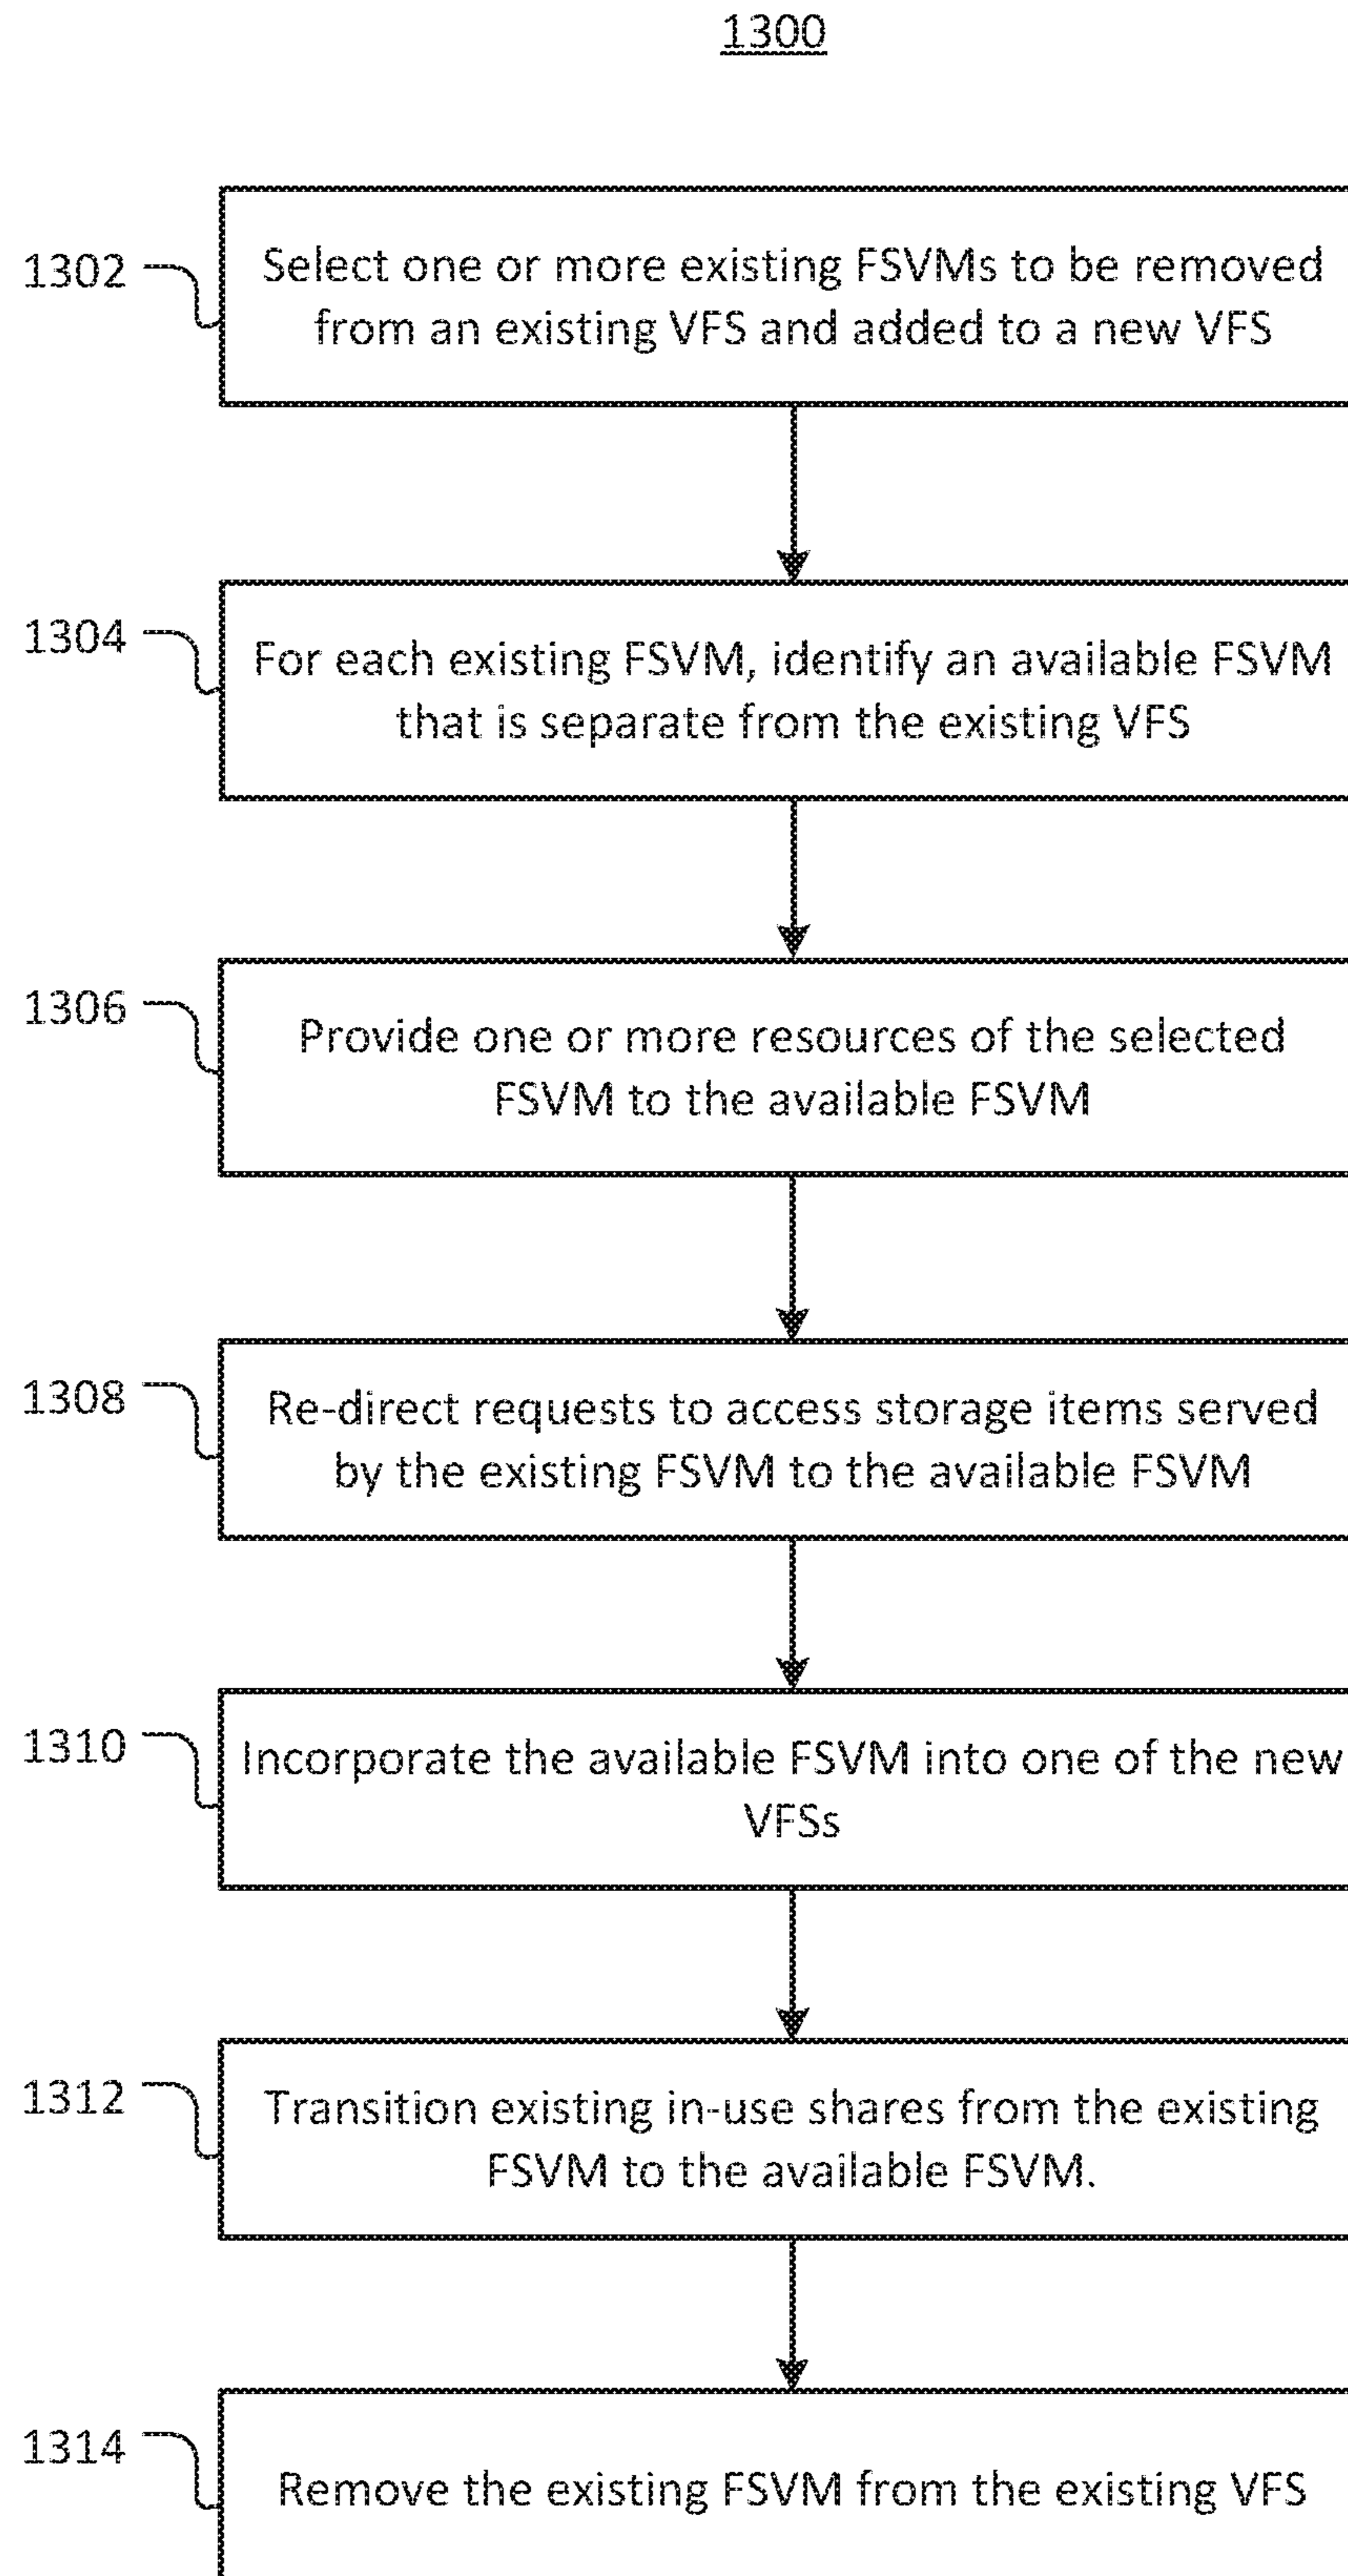 1300
1302
Select one or more existing FSVMs to be removed
from an existing VFS and added to a new VFS
1304
For each existing FSVM, identify an available FSVM
that is separate from the existing VFS
1306
Provide one or more resources of the selected
FSVM to the available FSVM
1308
Re-direct requests to access storage items served
by the existing FSVM to the available FSVM
1310
Incorporate the available FSVM into one of the new
VFSs
1312
Transition existing in-use shares from the existing
FSVM to the available FSVM.
1314
Remove the existing FSVM from the existing VFS